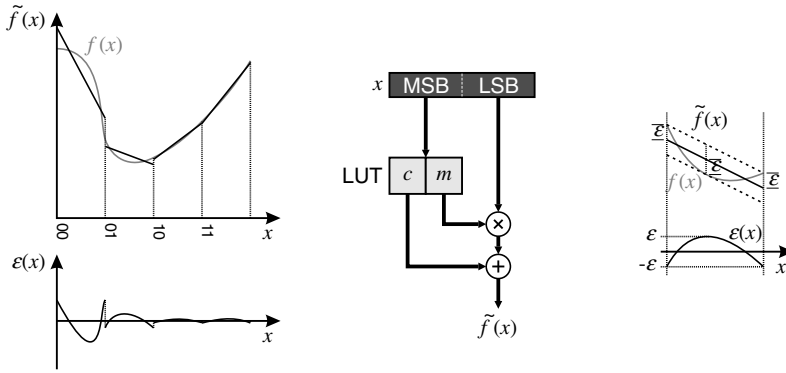 f̃(x)
f(x)
00
01
10
11
x
ε(x)
x
x
MSB
LSB
LUT
c
m
×
+
f̃(x)
f̃(x)
ε
ε
ε
f(x)
ε
ε(x)
-ε
x